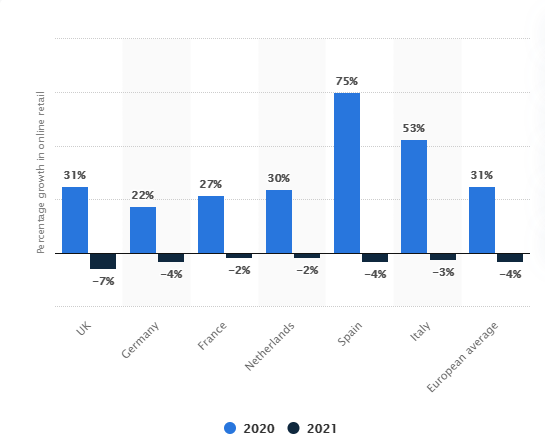 Percentage growth in online retail
31%
−7%
22%
−4%
27%
−2%
30%
−2%
75%
−4%
53%
−3%
31%
−4%
UK
Germany
France
Netherlands
Spain
Italy
European average
2020
2021